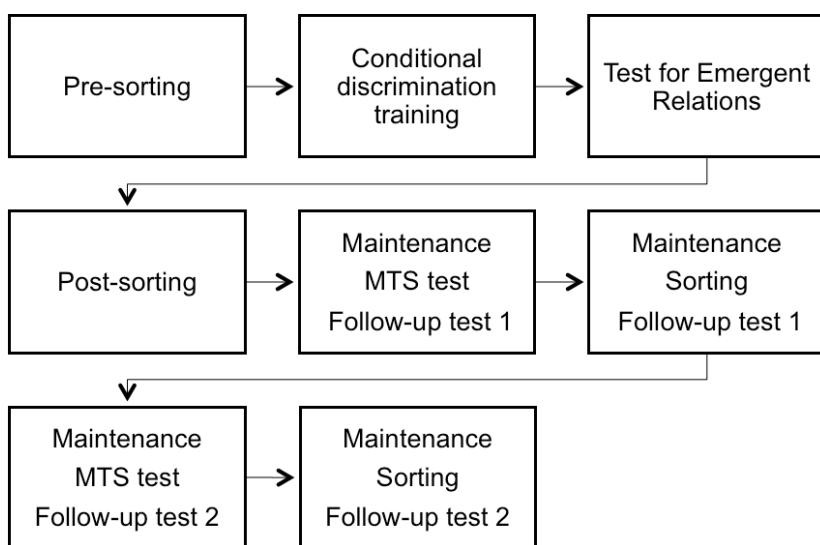 Pre-sorting
Conditional
discrimination
training
Test for Emergent
Relations
Post-sorting
Maintenance
MTS test
Follow-up test 1
Maintenance
Sorting
Follow-up test 1
Maintenance
MTS test
Follow-up test 2
Maintenance
Sorting
Follow-up test 2